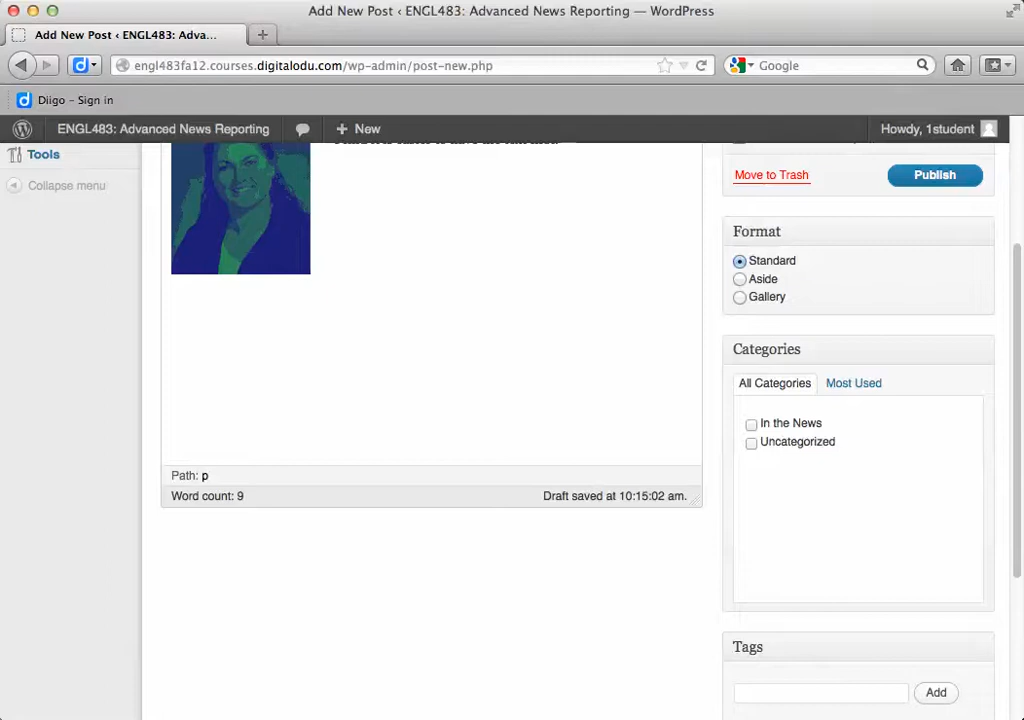 Add New Post ‹ ENGL483: Advanced News Reporting — WordPress
Add New Post ‹ ENGL483: Adva...
engl483fa12.courses.digitalodu.com/wp-admin/post-new.php
Google
Diigo - Sign in
ENGL483: Advanced News Reporting
New
Howdy, 1student
Tools
Collapse menu
Move to Trash
Publish
Format
Standard
Aside
Gallery
Categories
All Categories
Most Used
In the News
Uncategorized
Path: p
Word count: 9
Draft saved at 10:15:02 am.
Tags
Add